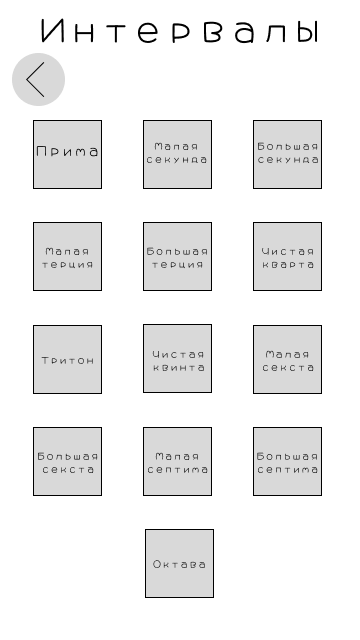 Интервалы
Прима
Малая
секунда
Большая
секунда
Малая
терция
Большая
терция
Чистая
кварта
Тритон
Чистая
квинта
Малая
секста
Большая
секста
Малая
септима
Большая
септима
Октава